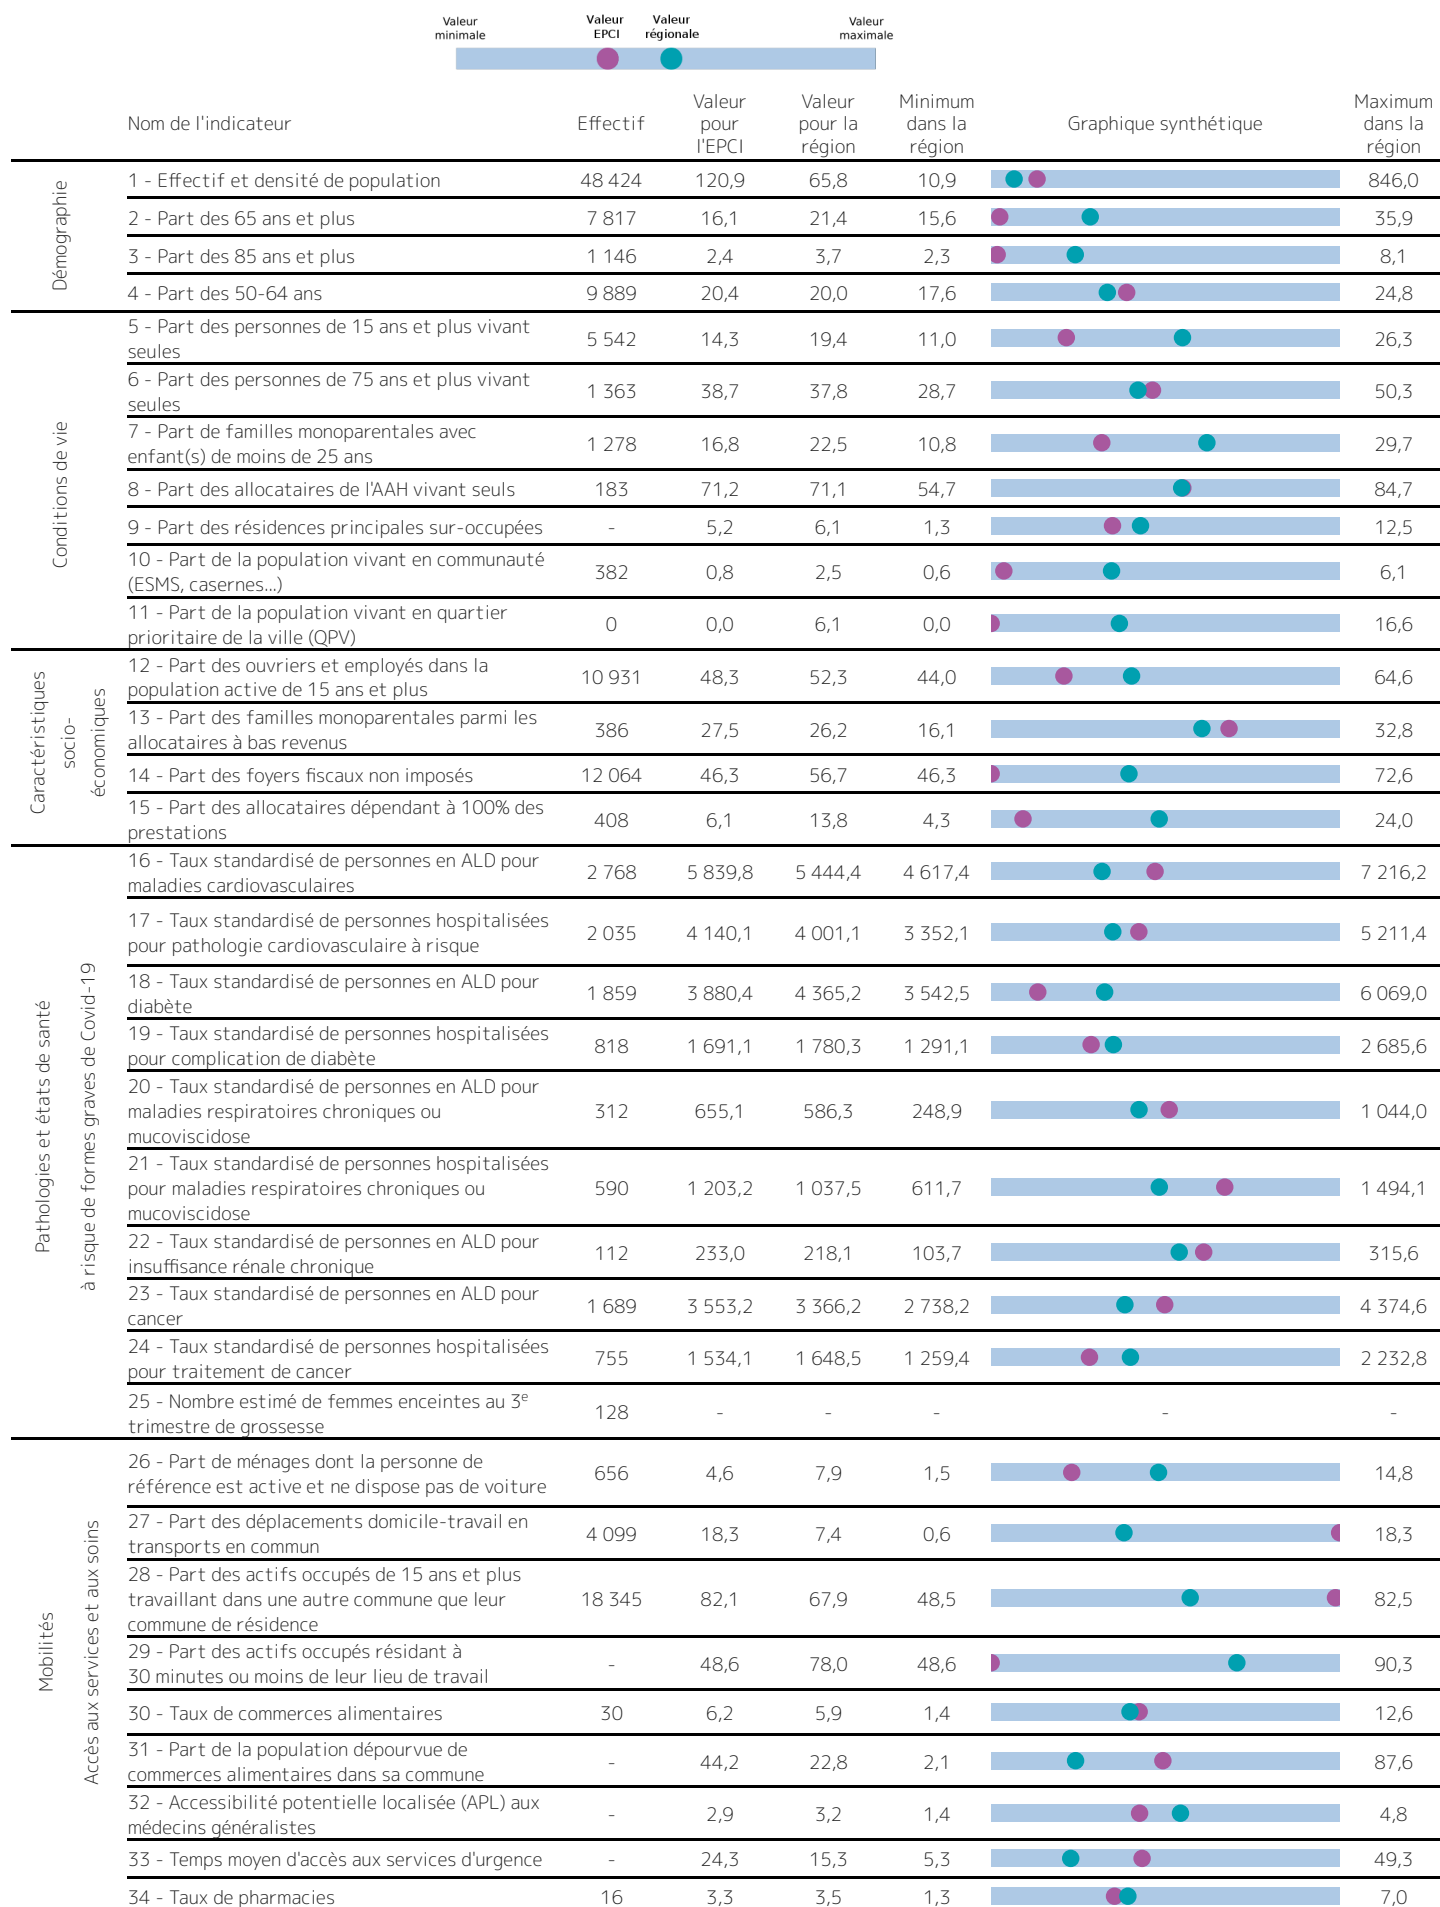 Valeur minimale
Valeur EPCI
Valeur régionale
Valeur maximale
Nom de l'indicateur
Effectif
Valeur pour l'EPCI
Valeur pour la région
Minimum dans la région
Graphique synthétique
Maximum dans la région
Démographie
1 - Effectif et densité de population 48 424 120,9 65,8 10,9 846,0
2 - Part des 65 ans et plus 7 817 16,1 21,4 15,6 35,9
3 - Part des 85 ans et plus 1 146 2,4 3,7 2,3 8,1
4 - Part des 50-64 ans 9 889 20,4 20,0 17,6 24,8
Conditions de vie
5 - Part des personnes de 15 ans et plus vivant
seules 5 542 14,3 19,4 11,0 26,3
6 - Part des personnes de 75 ans et plus vivant
seules 1 363 38,7 37,8 28,7 50,3
7 - Part de familles monoparentales avec
enfant(s) de moins de 25 ans 1 278 16,8 22,5 10,8 29,7
8 - Part des allocataires de l'AAH vivant seuls 183 71,2 71,1 54,7 84,7
9 - Part des résidences principales sur-occupées - 5,2 6,1 1,3 12,5
10 - Part de la population vivant en communauté
(ESMS, casernes...) 382 0,8 2,5 0,6 6,1
11 - Part de la population vivant en quartier
prioritaire de la ville (QPV) 0 0,0 6,1 0,0 16,6
Caractéristiques
socio-
économiques
12 - Part des ouvriers et employés dans la
population active de 15 ans et plus 10 931 48,3 52,3 44,0 64,6
13 - Part des familles monoparentales parmi les
allocataires à bas revenus 386 27,5 26,2 16,1 32,8
14 - Part des foyers fiscaux non imposés 12 064 46,3 56,7 46,3 72,6
15 - Part des allocataires dépendant à 100% des
prestations 408 6,1 13,8 4,3 24,0
Pathologies et états de santé
à risque de formes graves de Covid-19
16 - Taux standardisé de personnes en ALD pour
maladies cardiovasculaires 2 768 5 839,8 5 444,4 4 617,4 7 216,2
17 - Taux standardisé de personnes hospitalisées
pour pathologie cardiovasculaire à risque 2 035 4 140,1 4 001,1 3 352,1 5 211,4
18 - Taux standardisé de personnes en ALD pour
diabète 1 859 3 880,4 4 365,2 3 542,5 6 069,0
19 - Taux standardisé de personnes hospitalisées
pour complication de diabète 818 1 691,1 1 780,3 1 291,1 2 685,6
20 - Taux standardisé de personnes en ALD pour
maladies respiratoires chroniques ou
mucoviscidose 312 655,1 586,3 248,9 1 044,0
21 - Taux standardisé de personnes hospitalisées
pour maladies respiratoires chroniques ou
mucoviscidose 590 1 203,2 1 037,5 611,7 1 494,1
22 - Taux standardisé de personnes en ALD pour
insuffisance rénale chronique 112 233,0 218,1 103,7 315,6
23 - Taux standardisé de personnes en ALD pour
cancer 1 689 3 553,2 3 366,2 2 738,2 4 374,6
24 - Taux standardisé de personnes hospitalisées
pour traitement de cancer 755 1 534,1 1 648,5 1 259,4 2 232,8
25 - Nombre estimé de femmes enceintes au 3e
trimestre de grossesse 128 - - - - -
Mobilités
Accès aux services et aux soins
26 - Part de ménages dont la personne de
référence est active et ne dispose pas de voiture 656 4,6 7,9 1,5 14,8
27 - Part des déplacements domicile-travail en
transports en commun 4 099 18,3 7,4 0,6 18,3
28 - Part des actifs occupés de 15 ans et plus
travaillant dans une autre commune que leur
commune de résidence 18 345 82,1 67,9 48,5 82,5
29 - Part des actifs occupés résidant à
30 minutes ou moins de leur lieu de travail - 48,6 78,0 48,6 90,3
30 - Taux de commerces alimentaires 30 6,2 5,9 1,4 12,6
31 - Part de la population dépourvue de
commerces alimentaires dans sa commune - 44,2 22,8 2,1 87,6
32 - Accessibilité potentielle localisée (APL) aux
médecins généralistes - 2,9 3,2 1,4 4,8
33 - Temps moyen d'accès aux services d'urgence - 24,3 15,3 5,3 49,3
34 - Taux de pharmacies 16 3,3 3,5 1,3 7,0